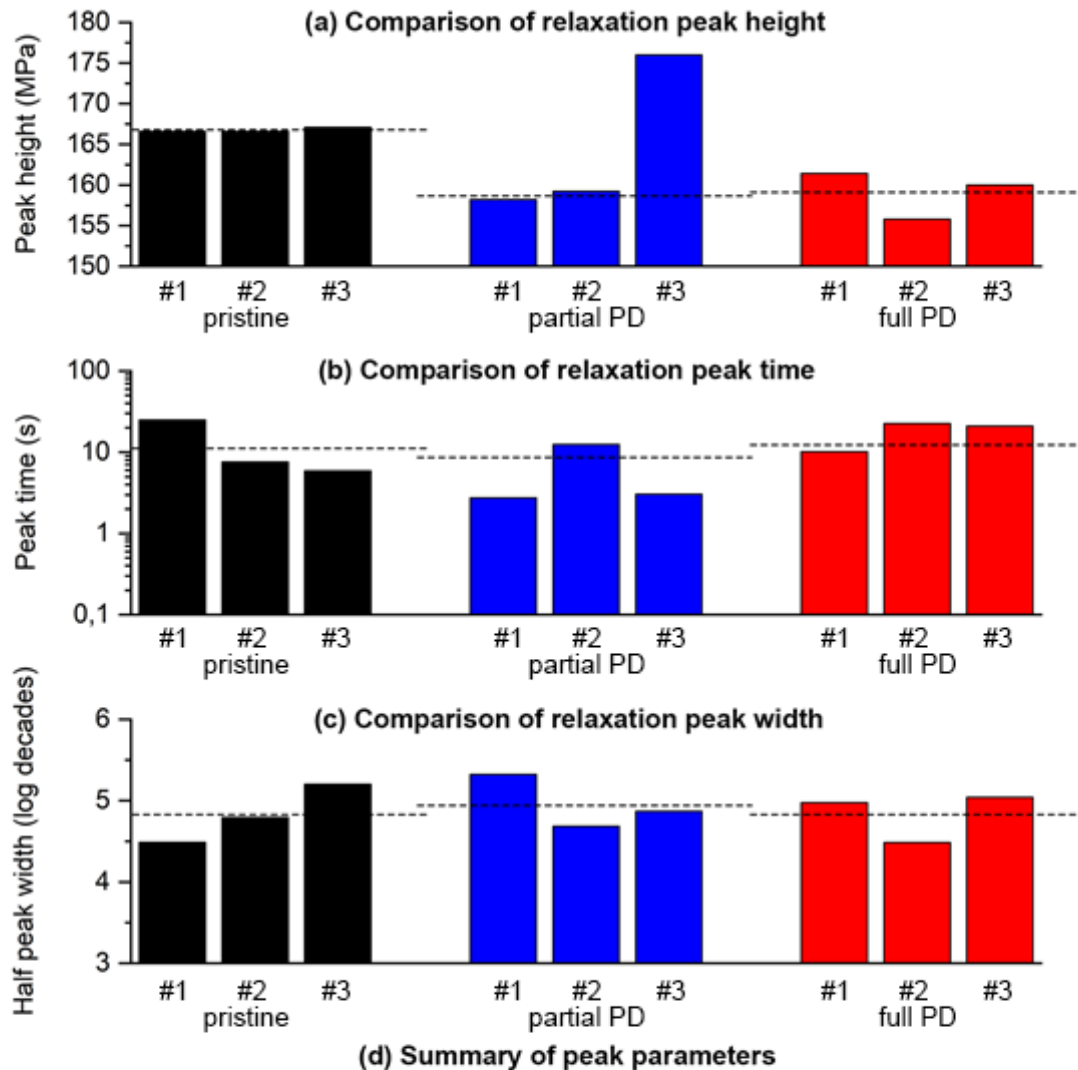 (a) Comparison of relaxation peak height
Peak height (MPa)
180
175
170
165
160
155
150
#1 #2 #3 #1 #2 #3 #1 #2 #3
pristine partial PD full PD
(b) Comparison of relaxation peak time
Peak time (s)
100
10
1
0,1
#1 #2 #3 #1 #2 #3 #1 #2 #3
pristine partial PD full PD
(c) Comparison of relaxation peak width
Half peak width (log decades)
6
5
4
3
#1 #2 #3 #1 #2 #3 #1 #2 #3
pristine partial PD full PD
(d) Summary of peak parameters